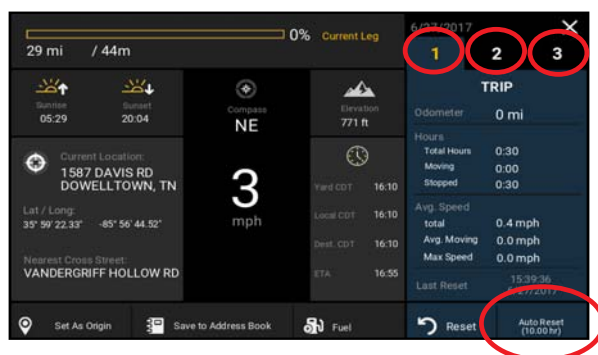 0% Current Leg
29 mi / 44m
Sunrise
05:29
Sunset
20:04
Compass
NE
Elevation
771 ft
Current Location:
1587 DAVIS RD
DOWELLTOWN, TN
Lat / Long:
35° 59' 22.33" -85° 56' 44.52"
Nearest Cross Street:
VANDERGRIFF HOLLOW RD
3
mph
Yard CDT 16:10
Local CDT 16:10
Dest. CDT 16:10
ETA 16:55
Set As Origin
Save to Address Book
Fuel
6/27/2017
1 2 3
TRIP
Odometer 0 mi
Hours
Total Hours 0:30
Moving 0:00
Stopped 0:30
Avg. Speed
total 0.4 mph
Avg. Moving 0.0 mph
Max Speed 0.0 mph
Last Reset 15:39:36
6/27/2017
Reset
Auto Reset
(10.00 hr)